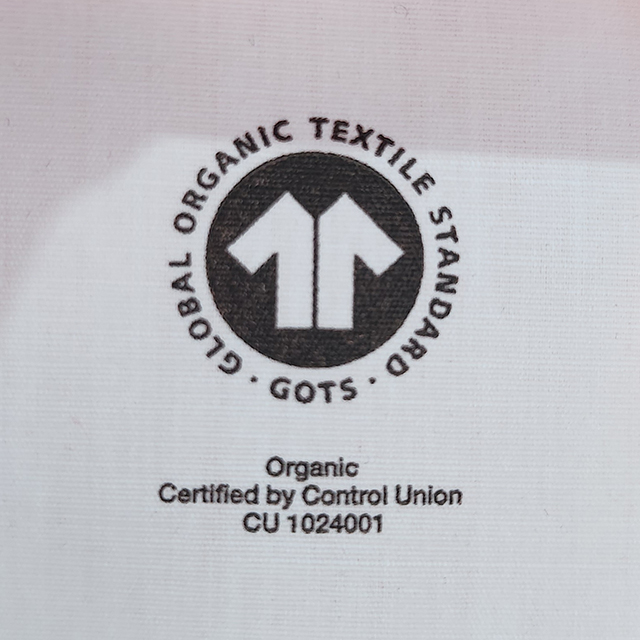 GLOBAL ORGANIC TEXTILE STANDARD
· GOTS ·
Organic
Certified by Control Union
CU 1024001